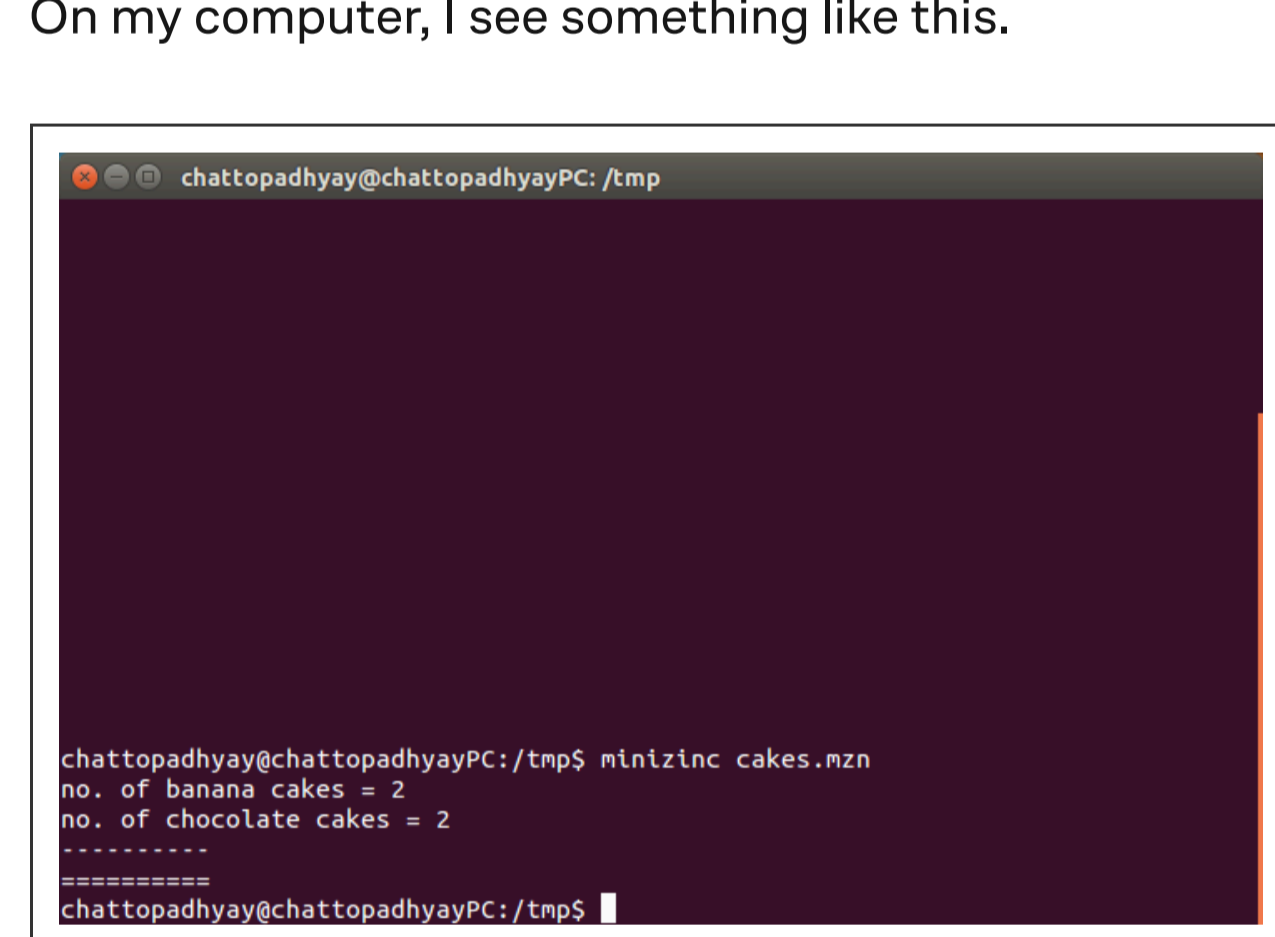 On my computer, I see something like this.
chattopadhyay@chattopadhyayPC: /tmp
chattopadhyay@chattopadhyayPC:/tmp$ minizinc cakes.mzn
no. of banana cakes = 2
no. of chocolate cakes = 2
----------
==========
chattopadhyay@chattopadhyayPC:/tmp$